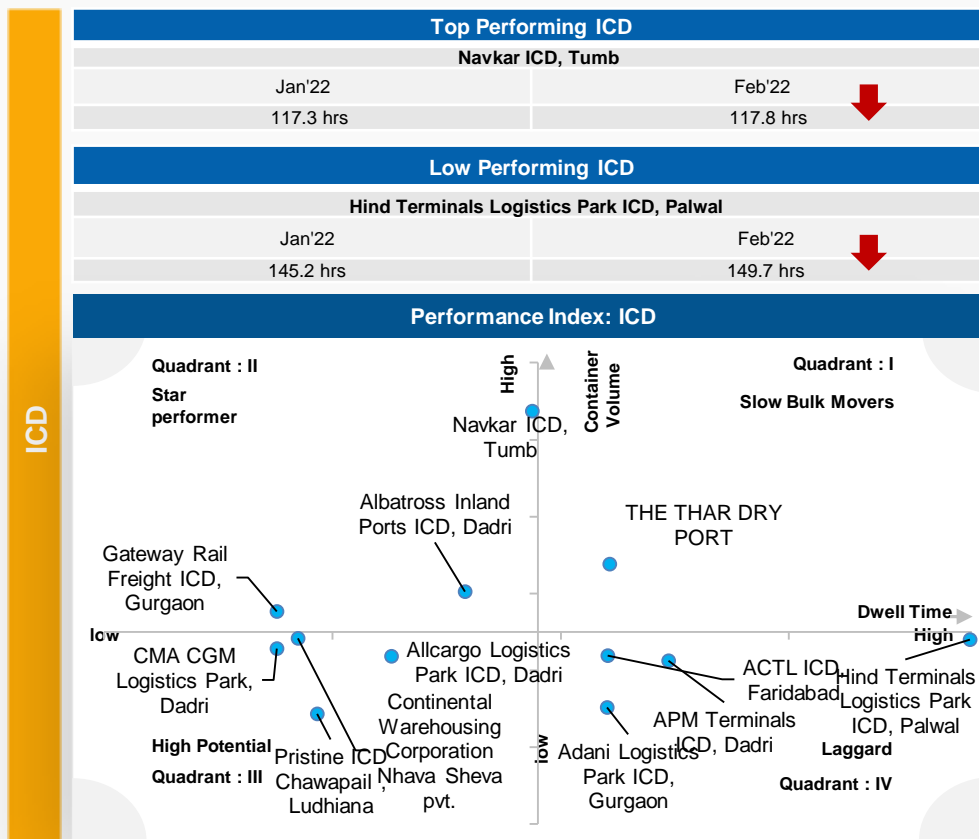 ICD
Top Performing ICD
Navkar ICD, Tumb
Jan'22
Feb'22
117.3 hrs
117.8 hrs
Low Performing ICD
Hind Terminals Logistics Park ICD, Palwal
Jan'22
Feb'22
145.2 hrs
149.7 hrs
Performance Index: ICD
Quadrant : II
Star
performer
High
Container
Volume
Quadrant : I
Slow Bulk Movers
Navkar ICD,
Tumb
Albatross Inland
Ports ICD, Dadri
THE THAR DRY
PORT
Gateway Rail
Freight ICD,
Gurgaon
Dwell Time
low
High
CMA CGM
Logistics Park,
Dadri
Allcargo Logistics
Park ICD, Dadri
ACTL ICD
Faridabad
Hind Terminals
Logistics Park
ICD, Palwal
Continental
Warehousing
Corporation
Nhava Sheva
pvt.
APM Terminals
ICD, Dadri
Adani Logistics
Park ICD,
Gurgaon
low
High Potential
Quadrant : III
Pristine ICD
Chawapail ,
Ludhiana
Laggard
Quadrant : IV